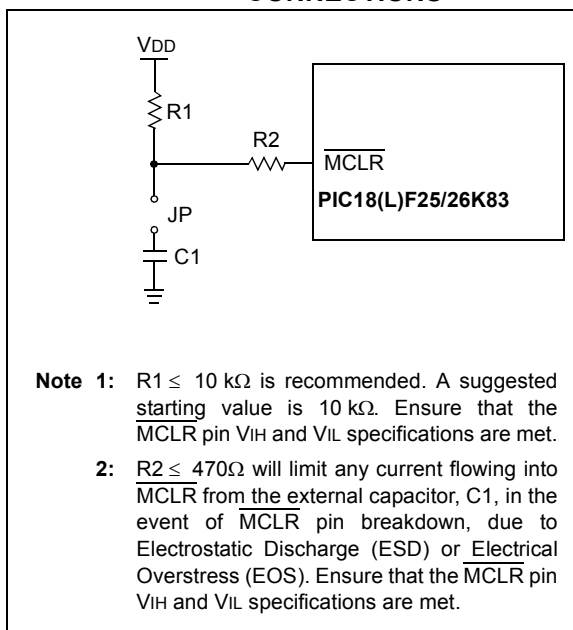 VDD
R1
R2
MCLR
PIC18(L)F25/26K83
JP
C1
Note 1: R1 ≤ 10 kΩ is recommended. A suggested
starting value is 10 kΩ. Ensure that the
MCLR pin VIH and VIL specifications are met.
2: R2 ≤ 470Ω will limit any current flowing into
MCLR from the external capacitor, C1, in the
event of MCLR pin breakdown, due to
Electrostatic Discharge (ESD) or Electrical
Overstress (EOS). Ensure that the MCLR pin
VIH and VIL specifications are met.